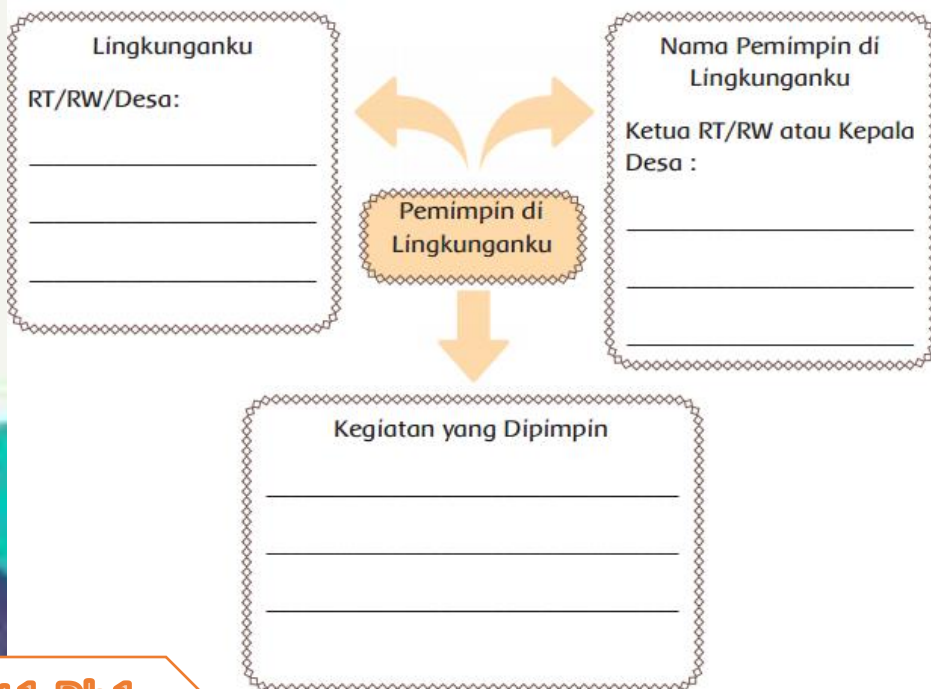 Lingkunganku
RT/RW/Desa:
Nama Pemimpin di
Lingkunganku
Ketua RT/RW atau Kepala
Desa :
Pemimpin di
Lingkunganku
Kegiatan yang Dipimpin